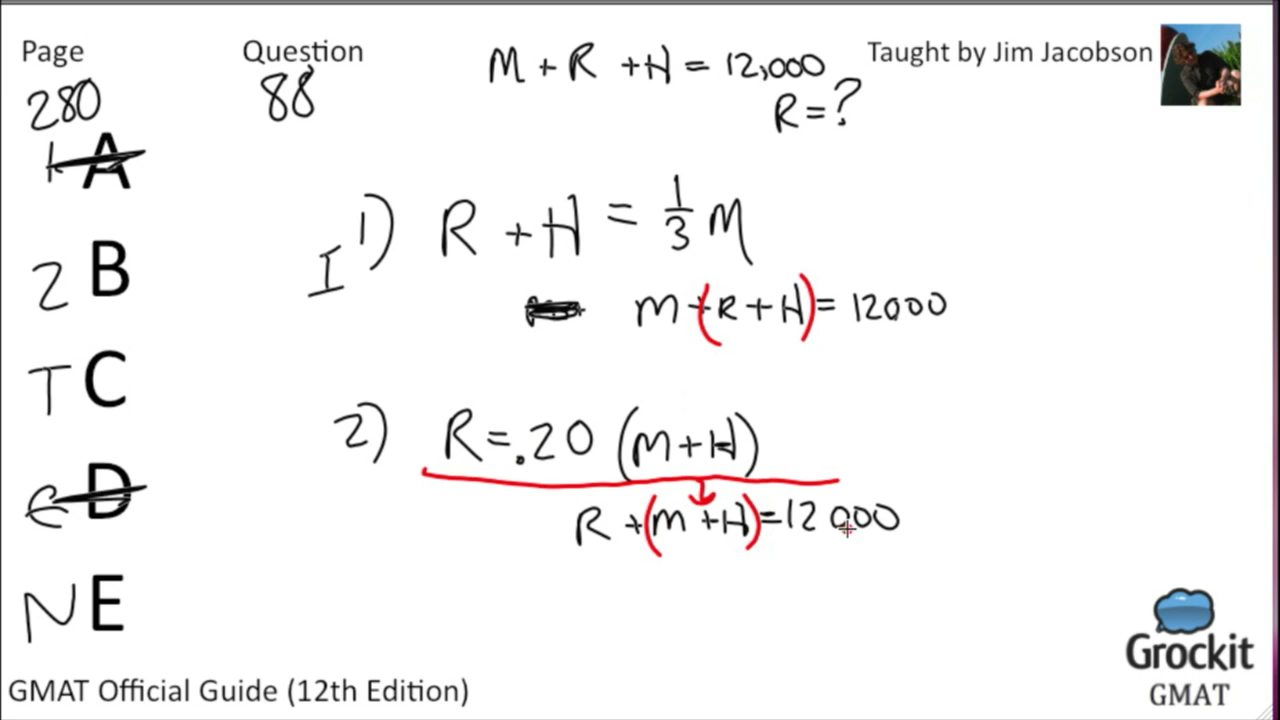 Page
Question
M + R + H = 12,000
Taught by Jim Jacobson
280
88
R = ?
1 A
1) R + H = 1/3 M
I
2 B
M + (R + H) = 12000
T C
2) R = .20 (M+H)
E D
R + (M + H) = 12000
N E
Grockit
GMAT
GMAT Official Guide (12th Edition)